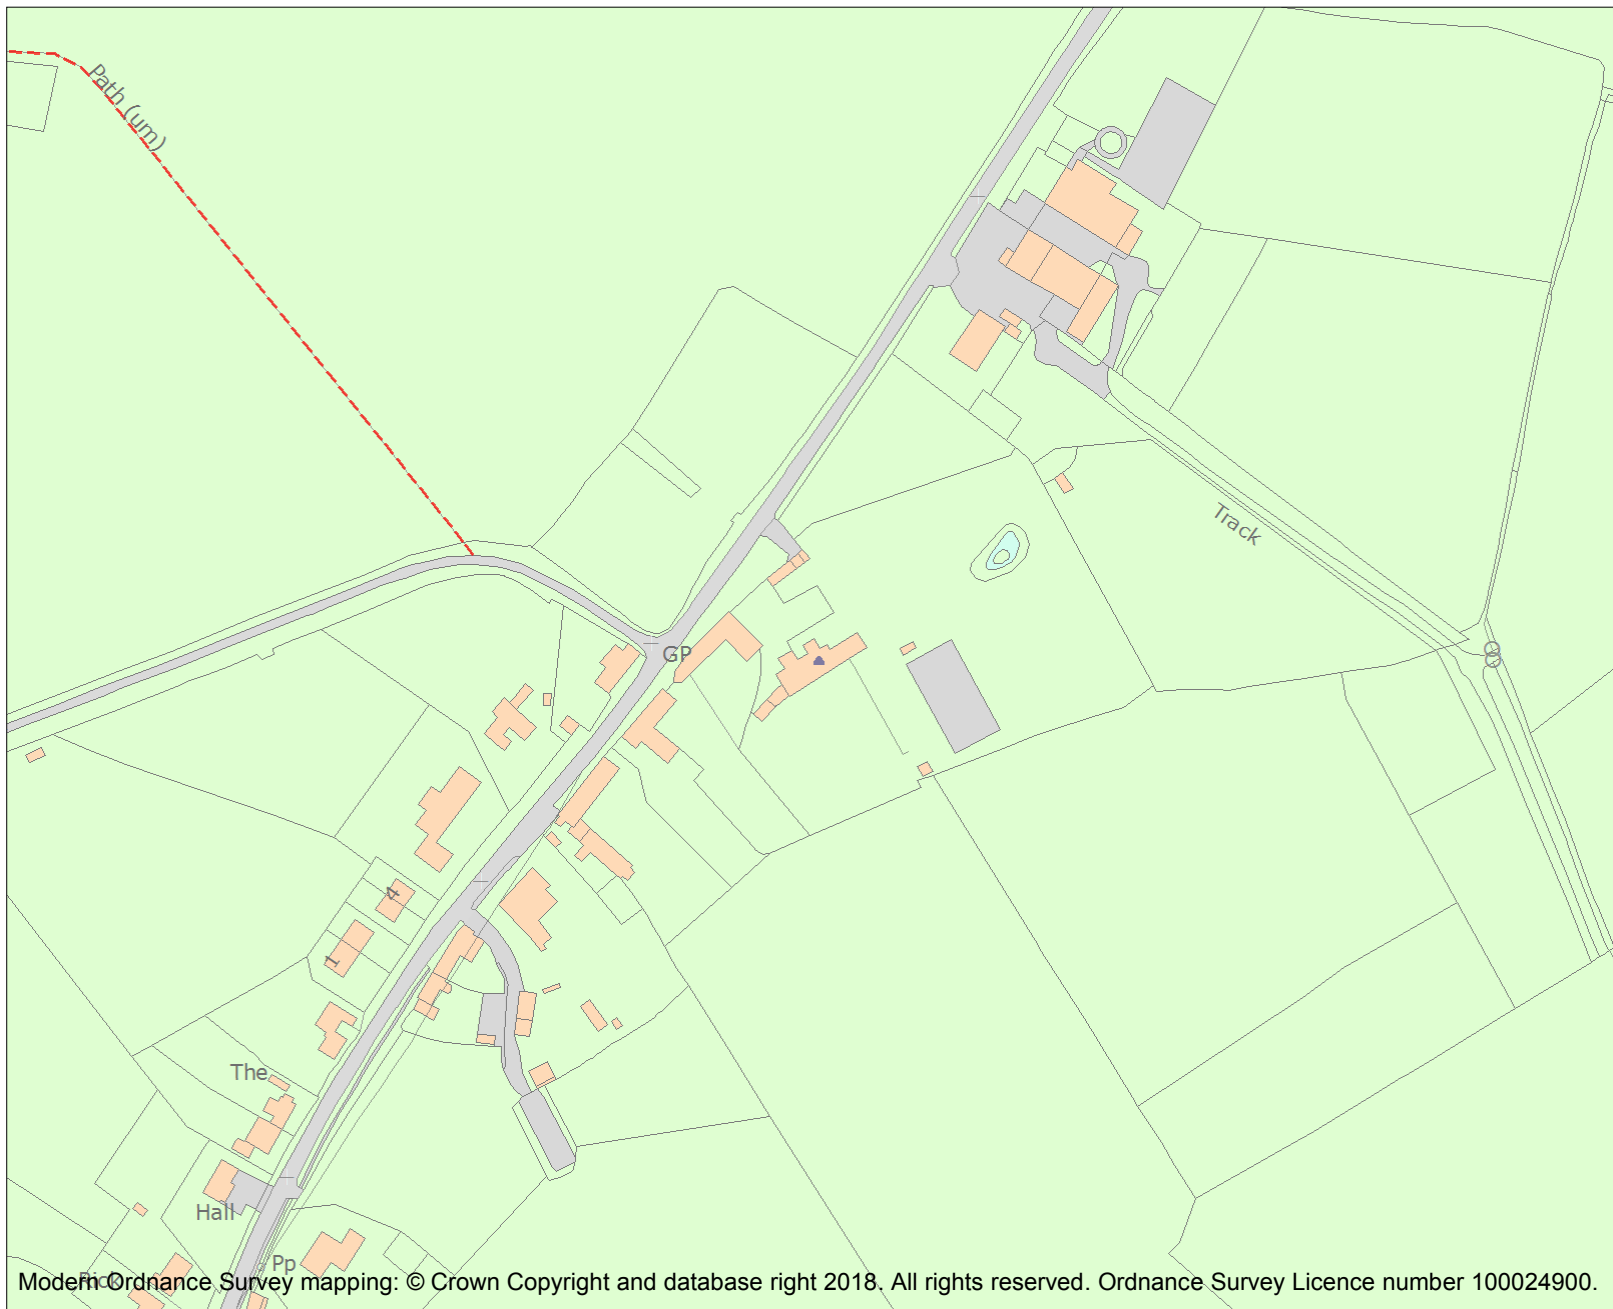 Path (um)
Track
GP
4
1
The
Hall
Pp
Rick
Modern Ordnance Survey mapping: © Crown Copyright and database right 2018. All rights reserved. Ordnance Survey Licence number 100024900.